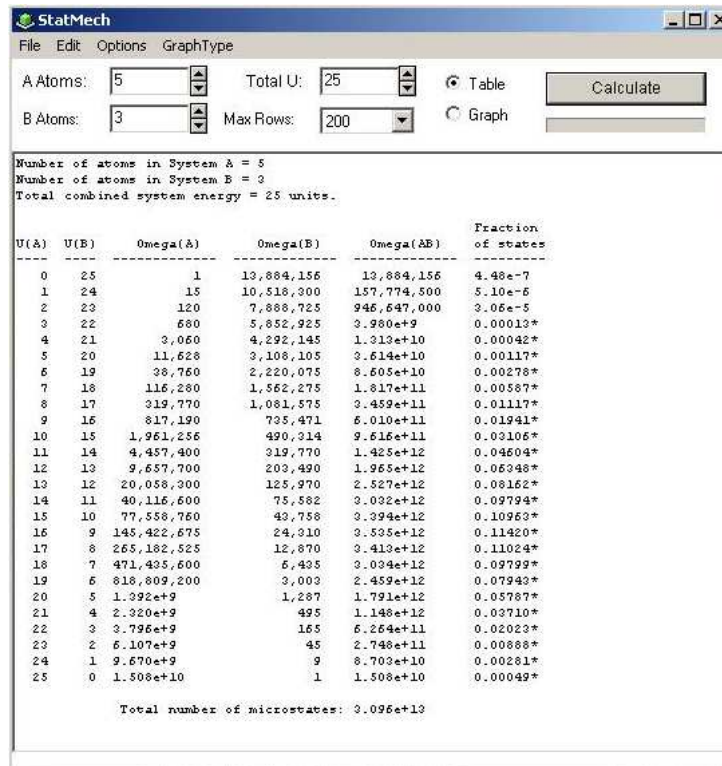 StatMech
File Edit Options GraphType
A Atoms: 5 Total U: 25 Table Calculate
B Atoms: 3 Max Rows: 200 Graph
Number of atoms in System A = 5
Number of atoms in System B = 3
Total combined system energy = 25 units.
Fraction
U(A) U(B) Omega(A) Omega(B) Omega(AB) of states
---- ---- ------------- ------------- ------------- ---------
0 25 1 13,884,156 13,884,156 4.48e-7
1 24 15 10,518,300 157,774,500 5.10e-6
2 23 120 7,888,725 946,647,000 3.06e-5
3 22 680 5,852,925 3.980e+9 0.00013*
4 21 3,060 4,292,145 1.313e+10 0.00042*
5 20 11,628 3,108,105 3.614e+10 0.00117*
6 19 38,760 2,220,075 8.605e+10 0.00278*
7 18 116,280 1,562,275 1.817e+11 0.00587*
8 17 319,770 1,081,575 3.459e+11 0.01117*
9 16 817,190 735,471 6.010e+11 0.01941*
10 15 1,961,256 490,314 9.616e+11 0.03106*
11 14 4,457,400 319,770 1.425e+12 0.04604*
12 13 9,657,700 203,490 1.965e+12 0.06348*
13 12 20,058,300 125,970 2.527e+12 0.08162*
14 11 40,116,600 75,582 3.032e+12 0.09794*
15 10 77,558,760 43,758 3.394e+12 0.10963*
16 9 145,422,675 24,310 3.535e+12 0.11420*
17 8 265,182,525 12,870 3.413e+12 0.11024*
18 7 471,435,600 6,435 3.034e+12 0.09799*
19 6 818,809,200 3,003 2.459e+12 0.07943*
20 5 1.392e+9 1,287 1.791e+12 0.05787*
21 4 2.320e+9 495 1.148e+12 0.03710*
22 3 3.796e+9 165 6.264e+11 0.02023*
23 2 6.107e+9 45 2.748e+11 0.00888*
24 1 9.670e+9 9 8.703e+10 0.00281*
25 0 1.508e+10 1 1.508e+10 0.00049*
Total number of microstates: 3.096e+13